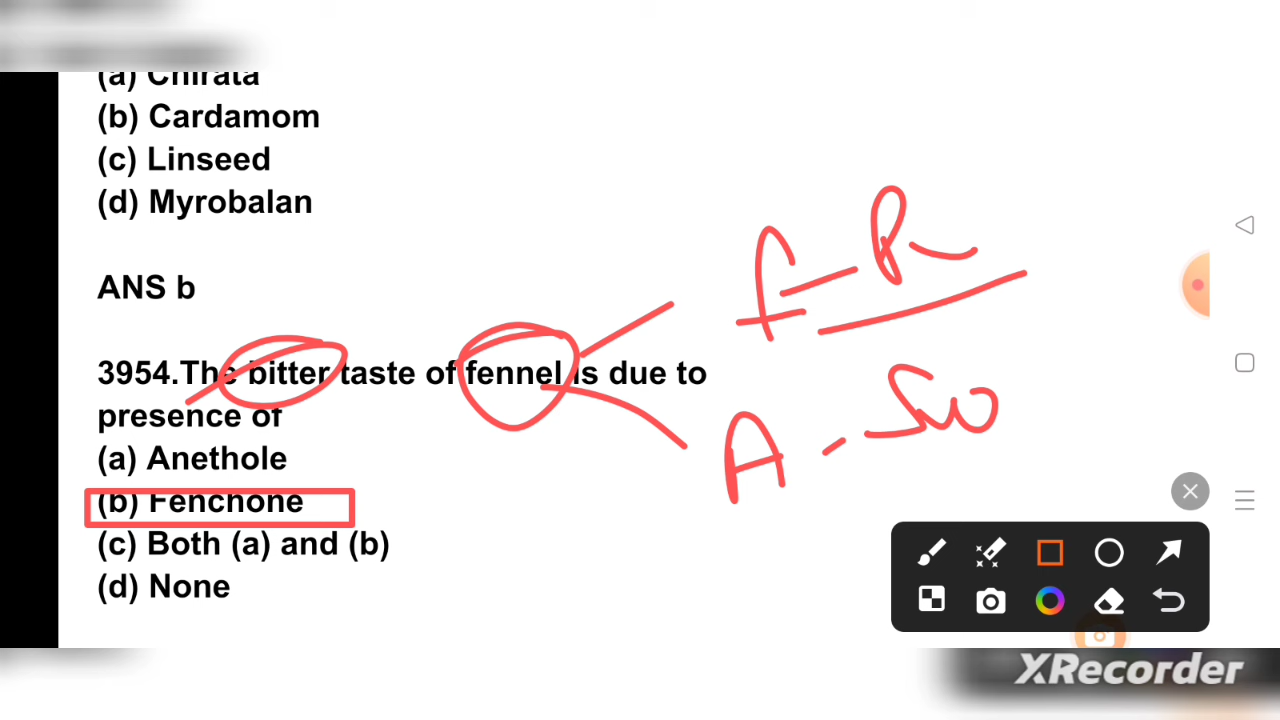 (a) Chirata
(b) Cardamom
(c) Linseed
(d) Myrobalan
ANS b
3954.The bitter taste of fennel is due to
presence of
(a) Anethole
(b) Fenchone
(c) Both (a) and (b)
(d) None
f - R
A - Sw
XRecorder